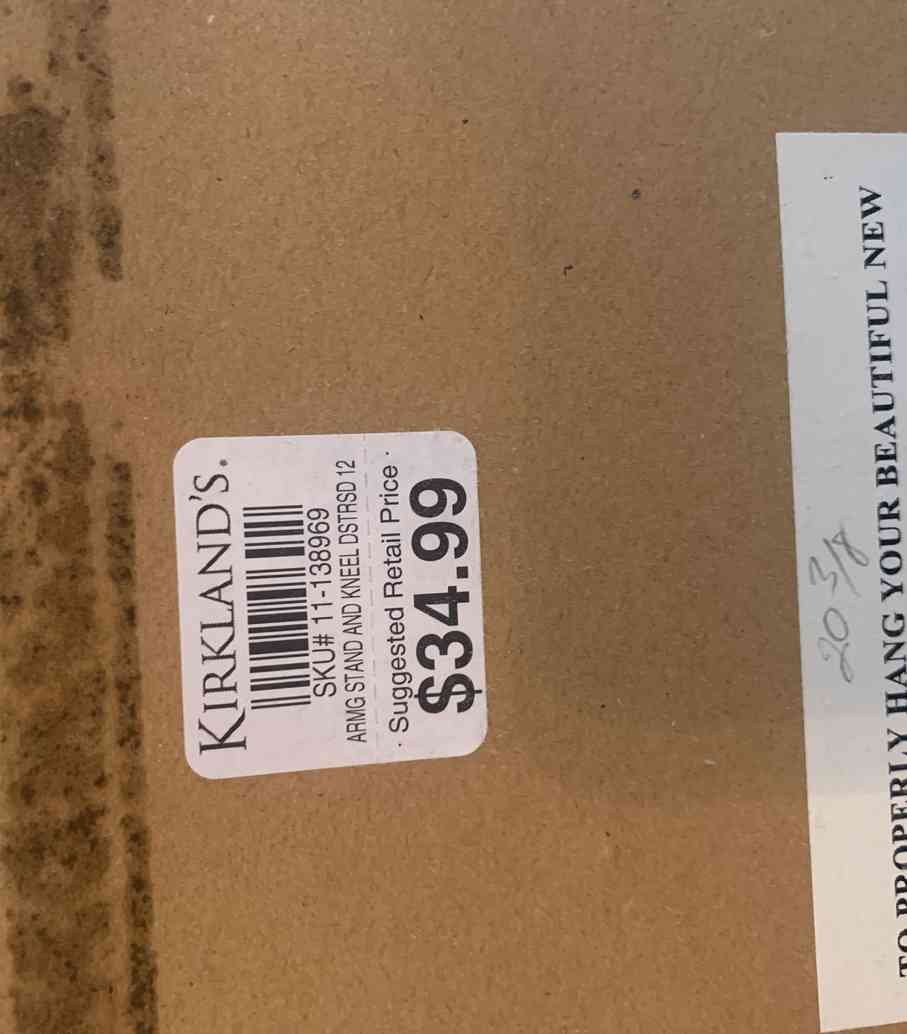 KIRKLAND'S.
SKU# 11-138969
ARMG STAND AND KNEEL DSTRSD 12
· Suggested Retail Price ·
$34.99
20 3/8
TO PROPERLY HANG YOUR BEAUTIFUL NEW